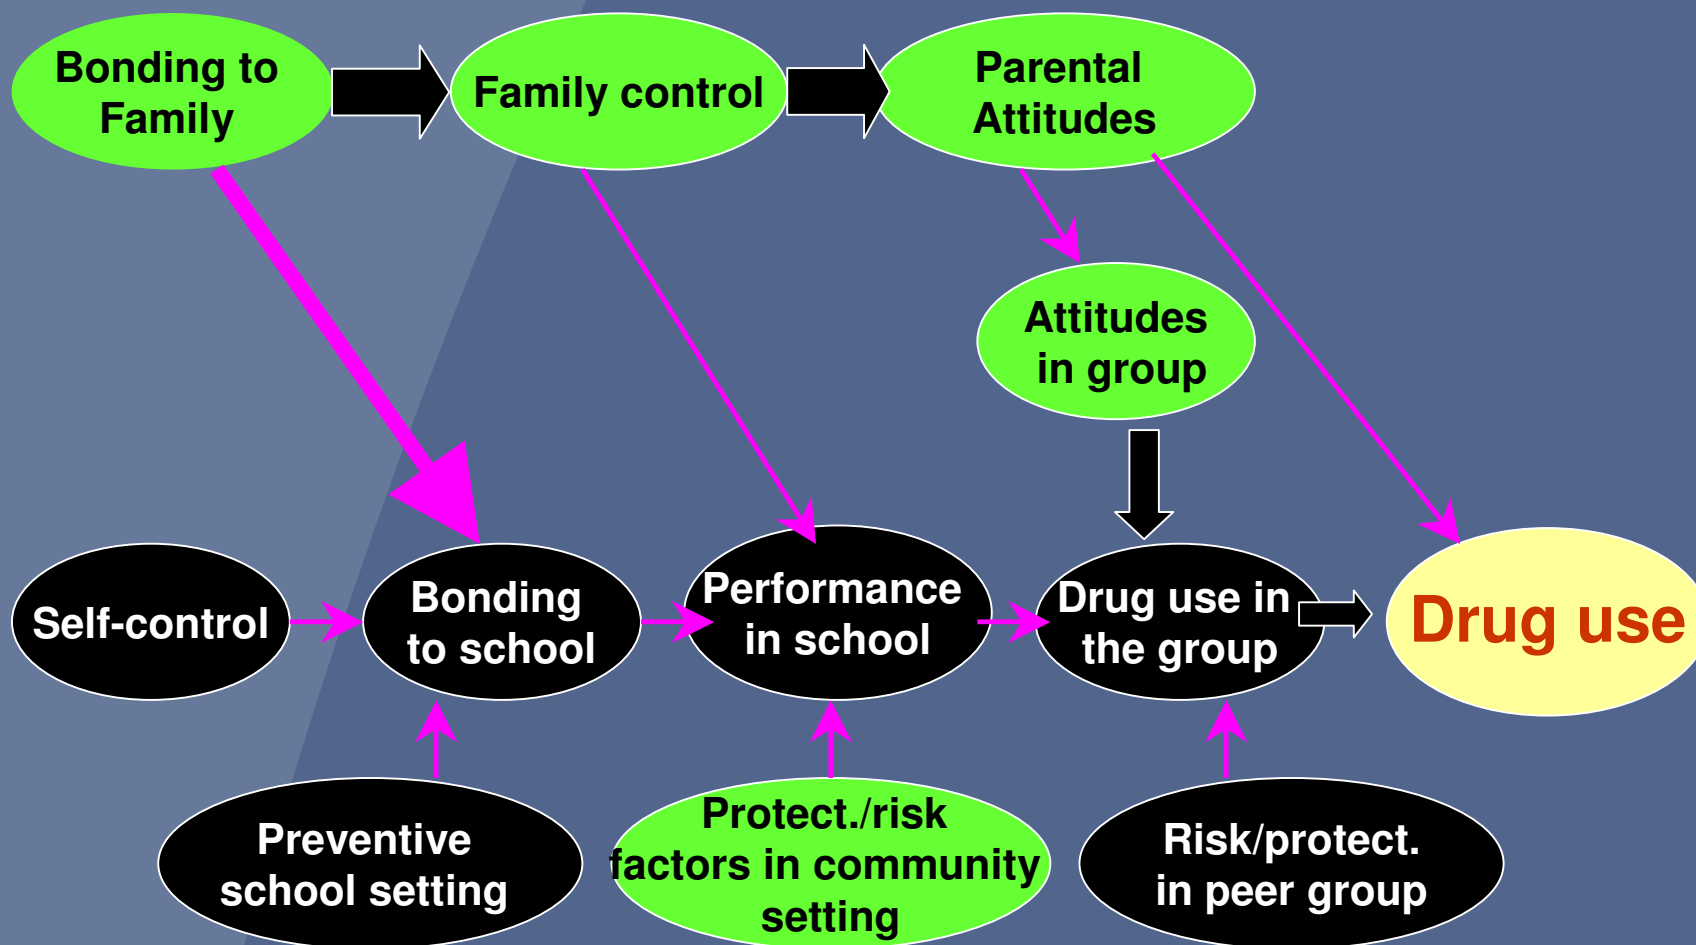 Bonding to
Family
Family control
Parental
Attitudes
Attitudes
in group
Self-control
Bonding
to school
Performance
in school
Drug use in
the group
Drug use
Preventive
school setting
Protect./risk
factors in community
setting
Risk/protect.
in peer group